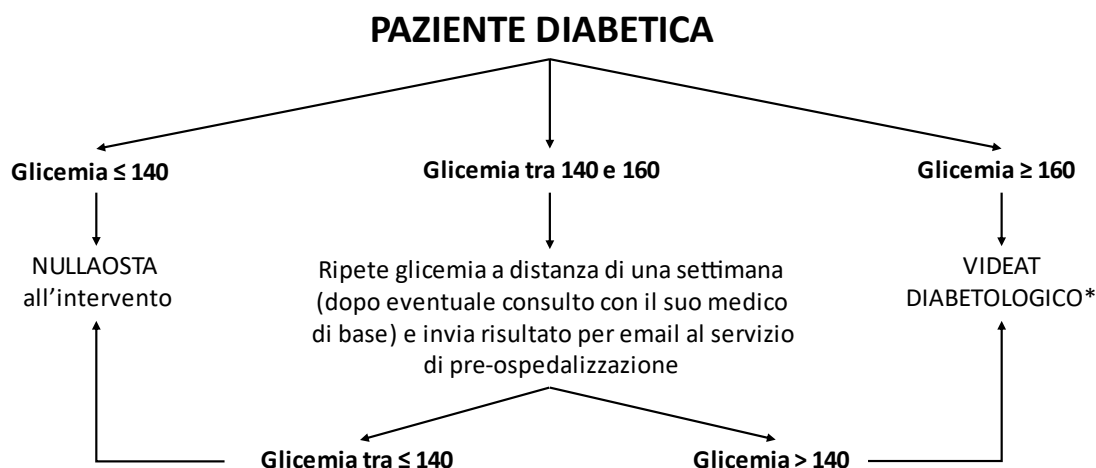 PAZIENTE DIABETICA
Glicemia ≤ 140
Glicemia tra 140 e 160
Glicemia ≥ 160
NULLAOSTA
all’intervento
Ripete glicemia a distanza di una settimana
(dopo eventuale consulto con il suo medico
di base) e invia risultato per email al servizio
di pre-ospedalizzazione
VIDEAT
DIABETOLOGICO*
Glicemia tra ≤ 140
Glicemia > 140